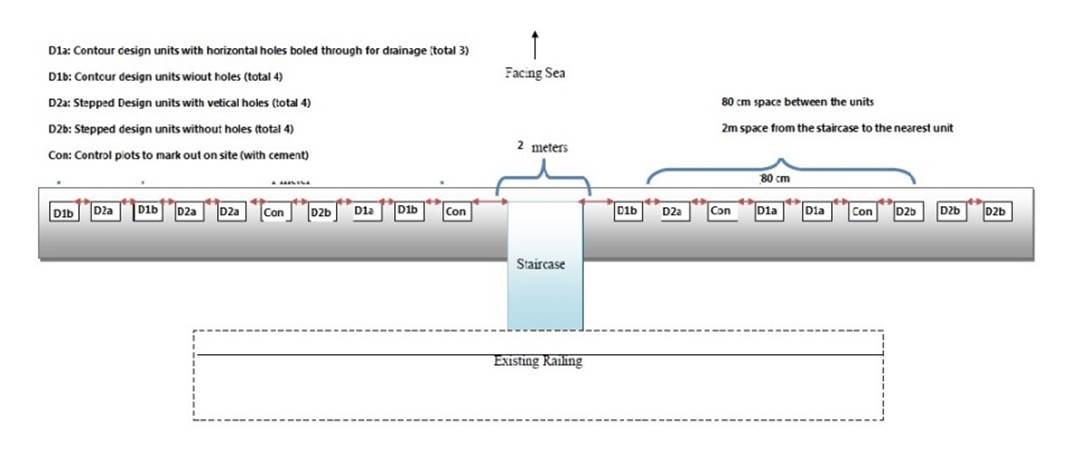 D1a: Contour design units with horizontal holes boled through for drainage (total 3)
D1b: Contour design units wiout holes (total 4)
D2a: Stepped Design units with vetical holes (total 4)
D2b: Stepped design units without holes (total 4)
Con: Control plots to mark out on site (with cement)
Facing Sea
80 cm space between the units
2m space from the staircase to the nearest unit
2 meters
80 cm
D1b D2a D1b D2a D2a Con D2b D1a D1b Con D1b D2a Con D1a D1a Con D2b D2b D2b
Staircase
Existing Railing